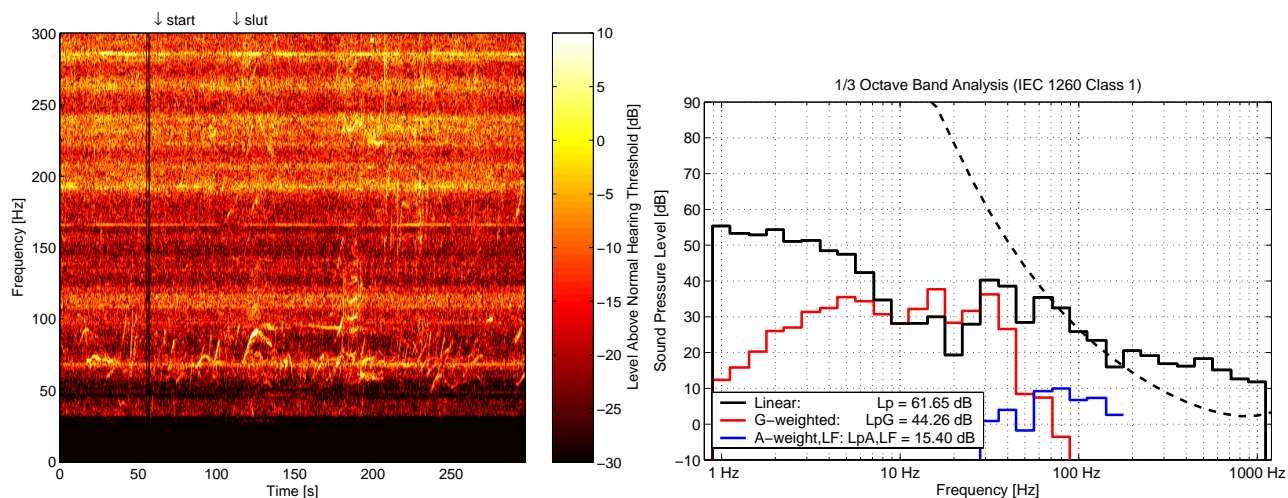 ↓ start ↓ slut
300
250
200
150
100
50
0
Frequency [Hz]
0 50 100 150 200 250
Time [s]
10
5
0
−5
−10
−15
−20
−25
−30
Level Above Normal Hearing Threshold [dB]
1/3 Octave Band Analysis (IEC 1260 Class 1)
90
80
70
60
50
40
30
20
10
0
−10
Sound Pressure Level [dB]
Linear: Lp = 61.65 dB
G−weighted: LpG = 44.26 dB
A−weight,LF: LpA,LF = 15.40 dB
1 Hz 10 Hz 100 Hz 1000 Hz
Frequency [Hz]